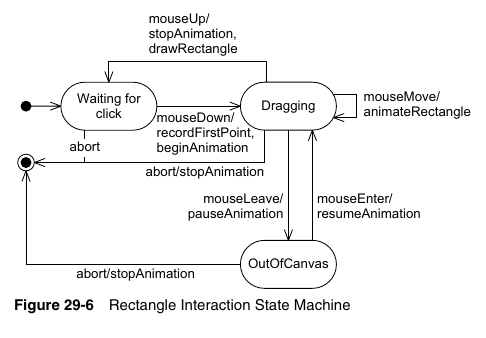 mouseUp/
stopAnimation,
drawRectangle
Waiting for
click
Dragging
mouseMove/
animateRectangle
mouseDown/
recordFirstPoint,
beginAnimation
abort
abort/stopAnimation
mouseLeave/
pauseAnimation
mouseEnter/
resumeAnimation
OutOfCanvas
abort/stopAnimation
Figure 29-6 Rectangle Interaction State Machine